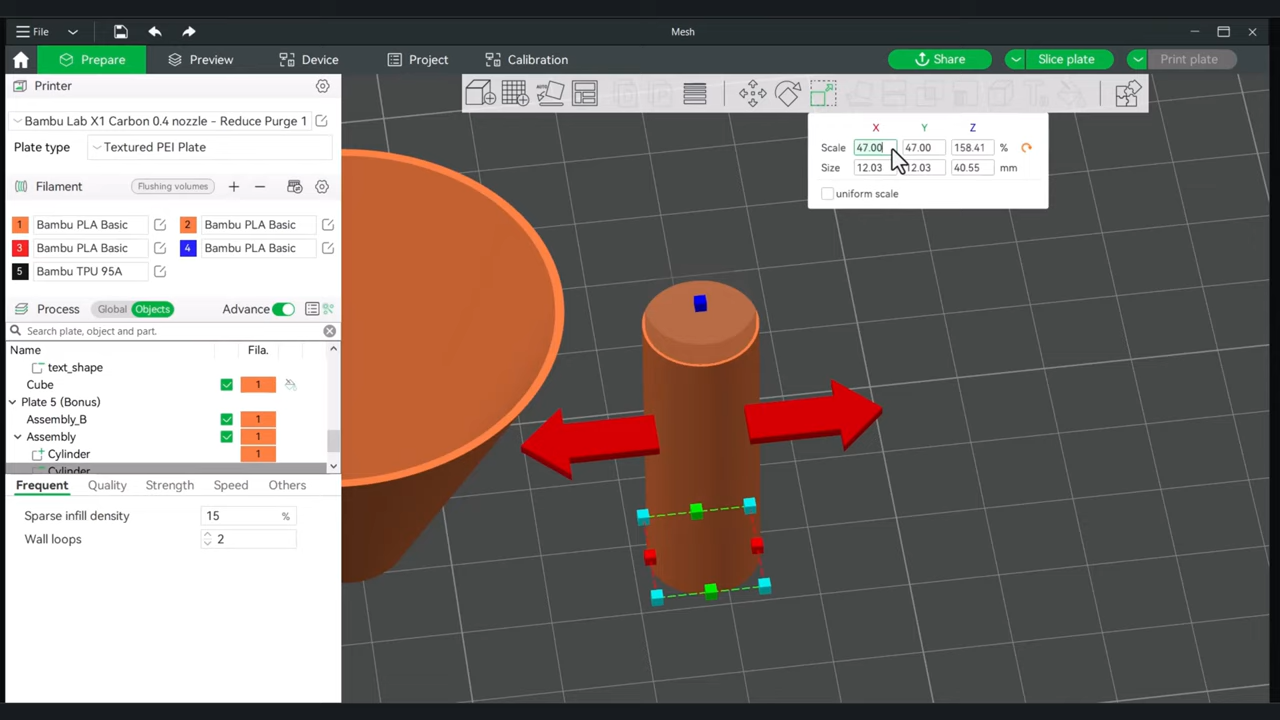 File
Mesh
Prepare Preview Device Project Calibration Share Slice plate Print plate
Printer
Bambu Lab X1 Carbon 0.4 nozzle - Reduce Purge 1
Plate type Textured PEI Plate
Filament Flushing volumes
1 Bambu PLA Basic 2 Bambu PLA Basic
3 Bambu PLA Basic 4 Bambu PLA Basic
5 Bambu TPU 95A
Process Global Objects Advance
Search plate, object and part.
Name Fila.
text_shape
Cube 1
Plate 5 (Bonus)
Assembly_B 1
Assembly 1
Cylinder 1
Cylinder
Frequent Quality Strength Speed Others
Sparse infill density 15 %
Wall loops 2
AUTO
X Y Z
Scale 47.00 47.00 158.41 %
Size 12.03 12.03 40.55 mm
uniform scale